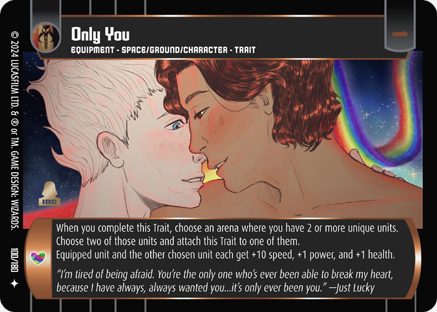 Only You
EQUIPMENT - SPACE/GROUND/CHARACTER - TRAIT
IDC
When you complete this Trait, choose an arena where you have 2 or more unique units.
Choose two of those units and attach this Trait to one of them.
Equipped unit and the other chosen unit each get +10 speed, +1 power, and +1 health.
"I'm tired of being afraid. You're the only one who's ever been able to break my heart,
because I have always, always wanted you...it's only ever been you." —Just Lucky
© 2024 LUCASFILM LTD. & ® or TM. GAME DESIGN: WIZARDS.